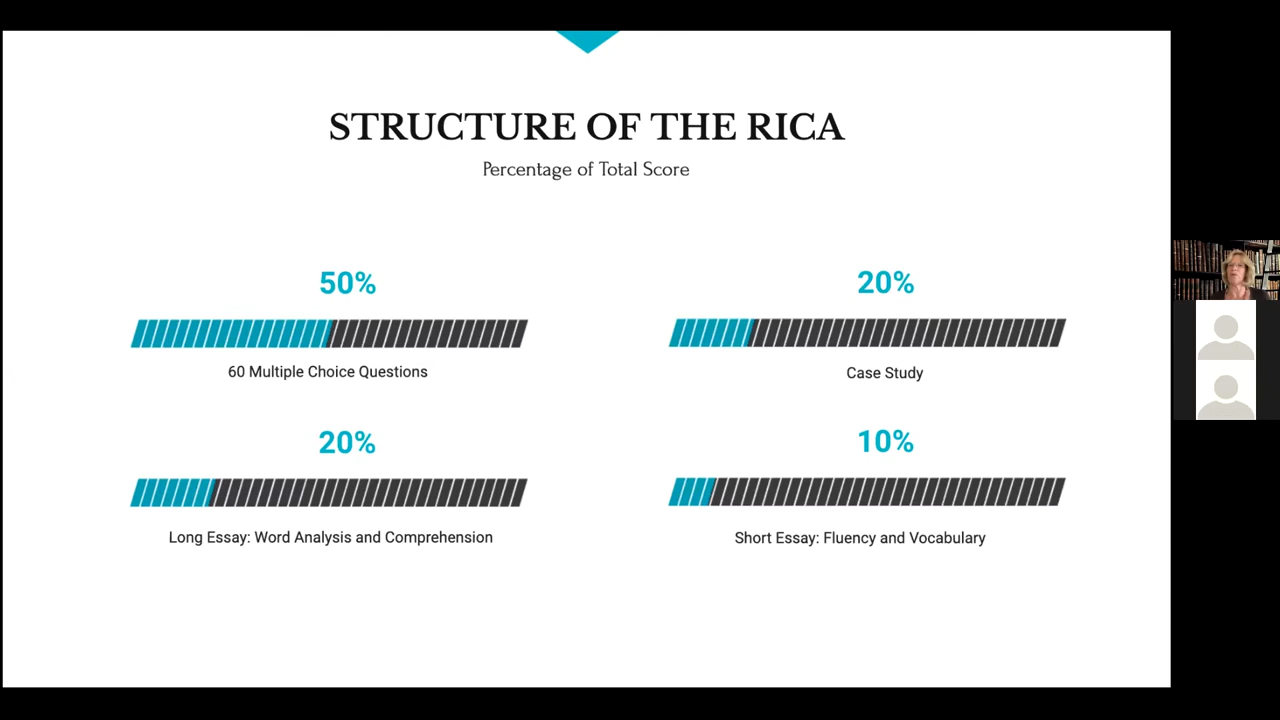 STRUCTURE OF THE RICA
Percentage of Total Score
50%
60 Multiple Choice Questions
20%
Case Study
20%
Long Essay: Word Analysis and Comprehension
10%
Short Essay: Fluency and Vocabulary